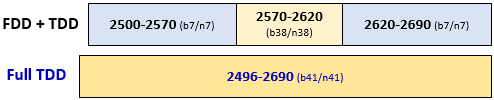 FDD + TDD
2500-2570 (b7/n7)
2570-2620
(b38/n38)
2620-2690 (b7/n7)
Full TDD
2496-2690 (b41/n41)